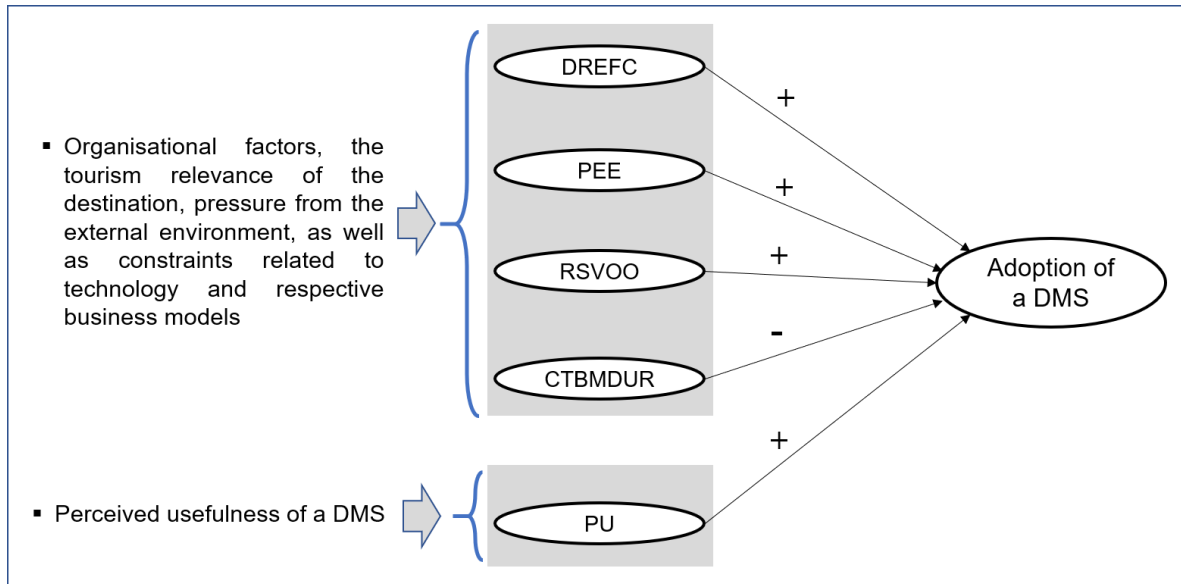 ▪ Organisational factors, the
tourism relevance of the
destination, pressure from the
external environment, as well
as constraints related to
technology and respective
business models
DREFC
+
PEE
+
RSVOO
+
CTBMDUR
-
Adoption of
a DMS
▪ Perceived usefulness of a DMS
PU
+